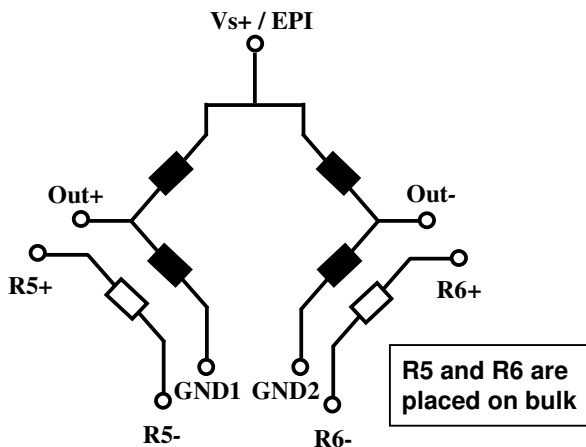 Vs+ / EPI
Out+
Out-
R5+
R6+
GND1
GND2
R5-
R6-
R5 and R6 are
placed on bulk